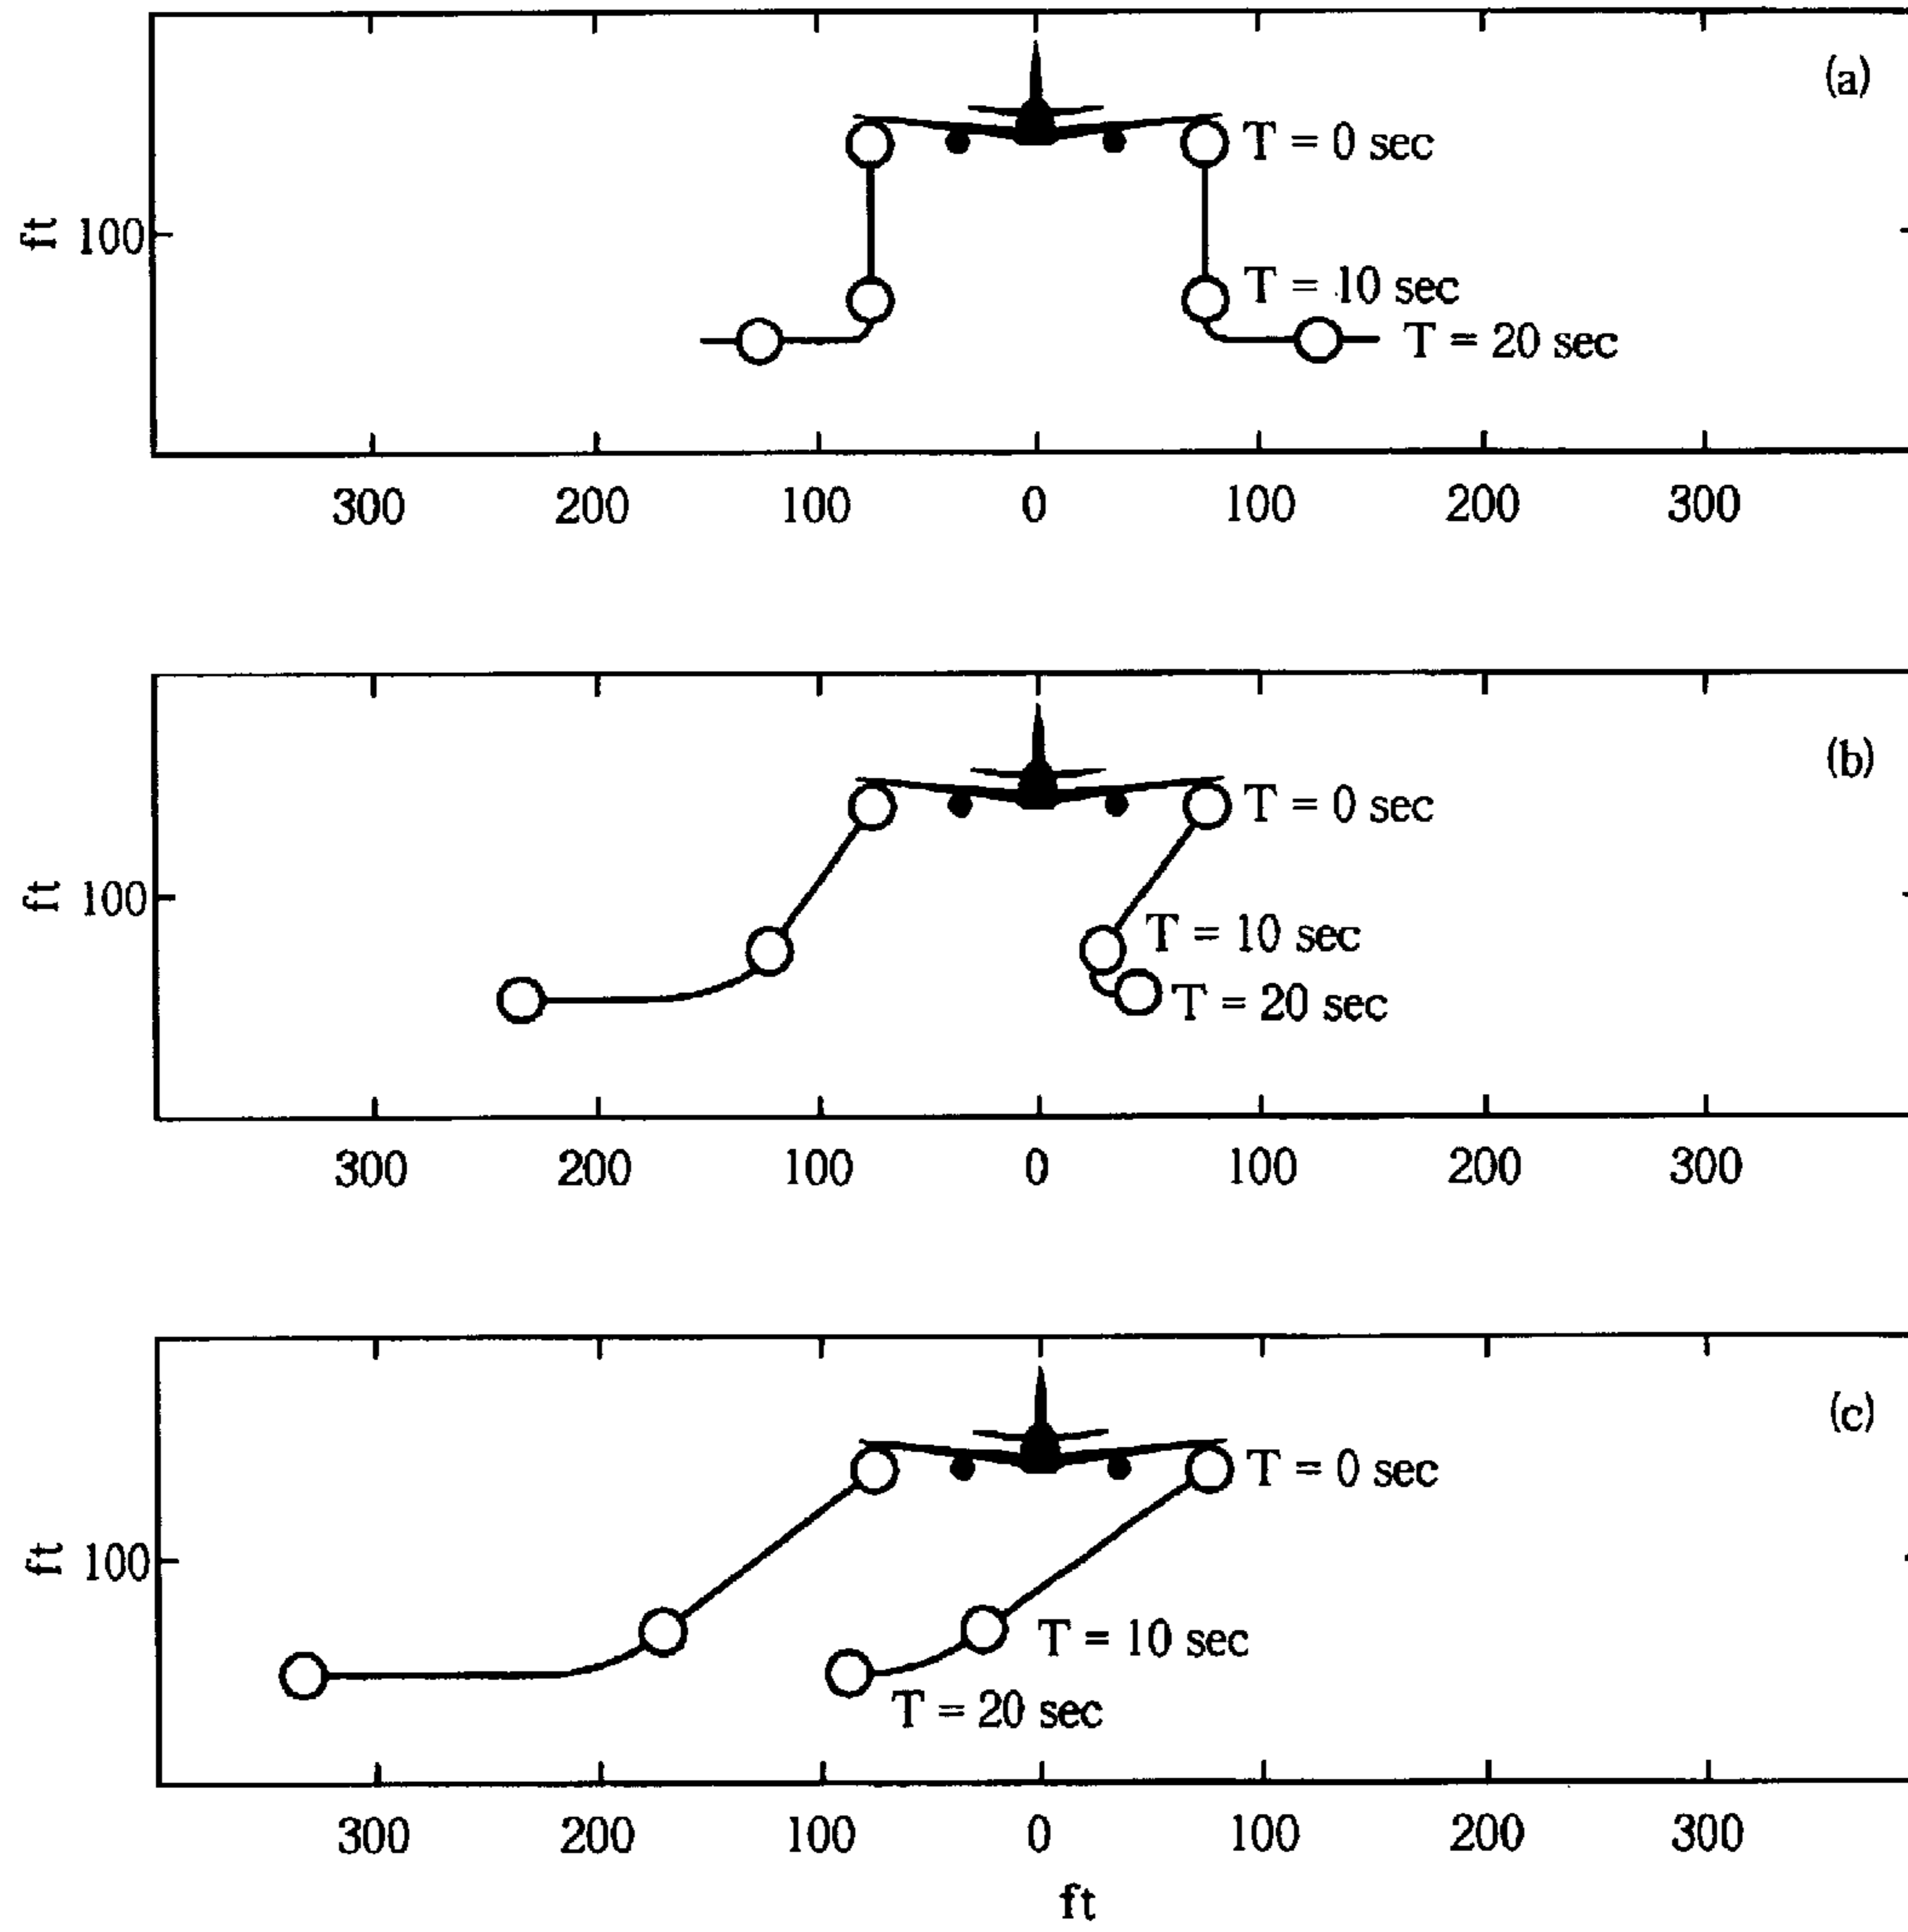 (a)
T = 0 sec
ft 100
T = 10 sec
T = 20 sec
300 200 100 0 100 200 300
(b)
T = 0 sec
ft 100
T = 10 sec
T = 20 sec
300 200 100 0 100 200 300
(c)
T = 0 sec
ft 100
T = 10 sec
T = 20 sec
300 200 100 0 100 200 300
ft